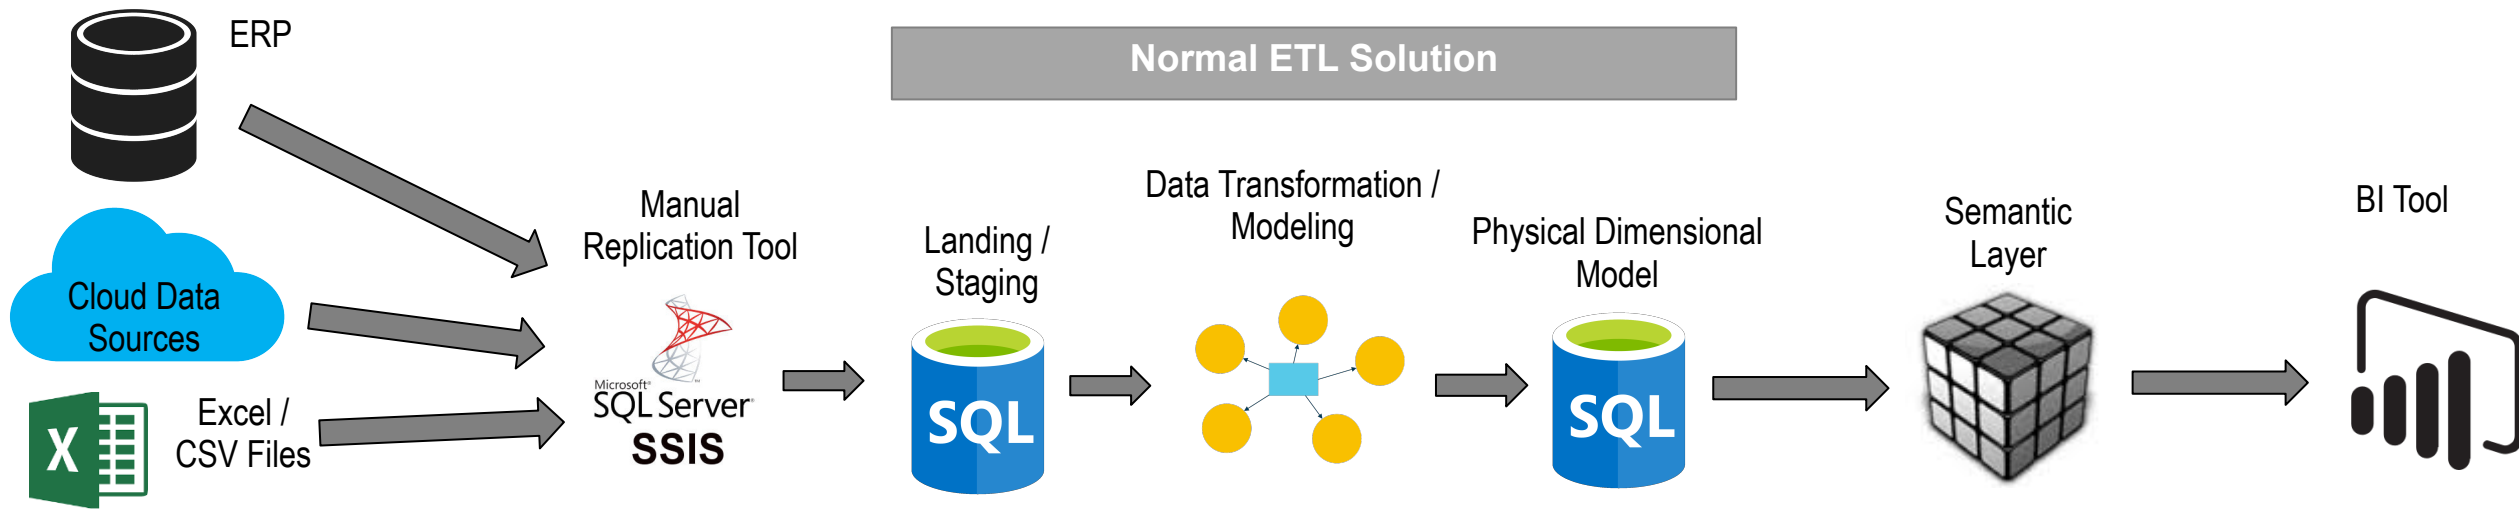 ERP
Normal ETL Solution
Cloud Data
Sources
X
Excel /
CSV Files
Manual
Replication Tool
Microsoft®
SQL Server®
SSIS
Landing /
Staging
SQL
Data Transformation /
Modeling
Physical Dimensional
Model
SQL
Semantic
Layer
BI Tool